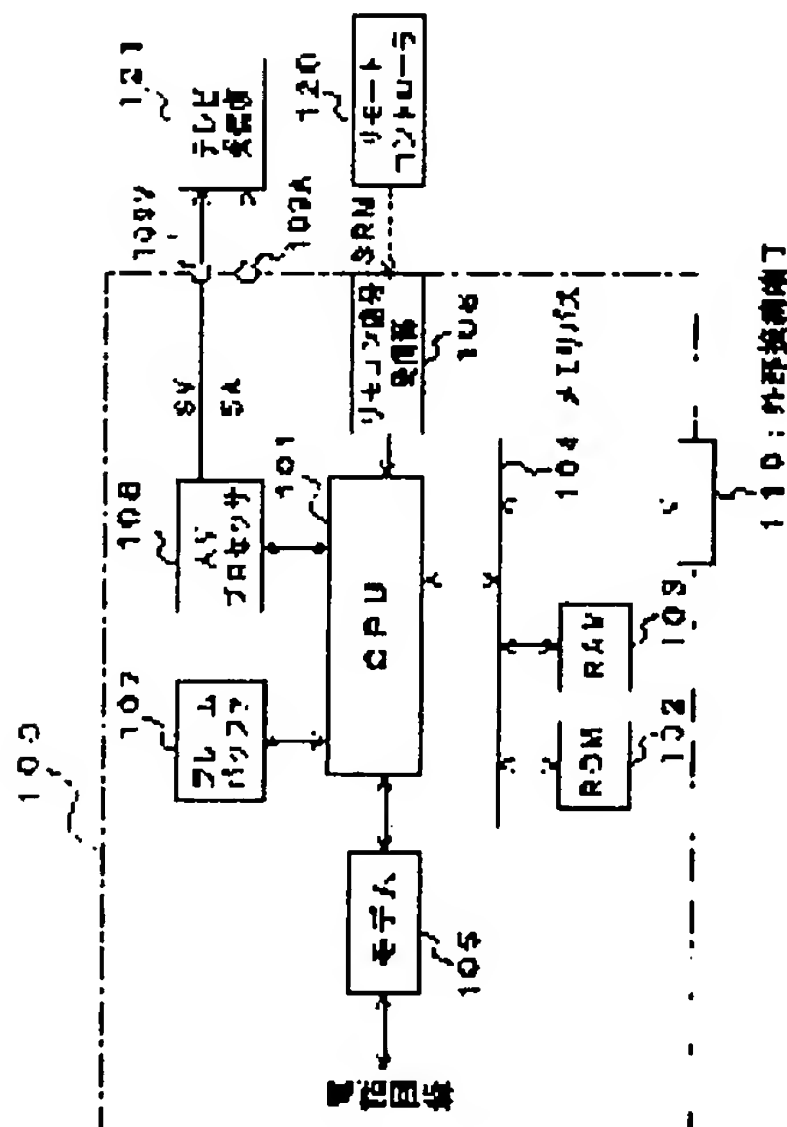 100
107
フレーム
バッファ
108
AV
プロセッサ
SV
SA
109V
109A
121
テレビ
受像機
101
CPU
モデム
105
電話回線
リモコン信号
受信部
106
SRM
120
リモート
コントローラ
104
メモリバス
ROM
102
RAM
103
110:外部接続端子